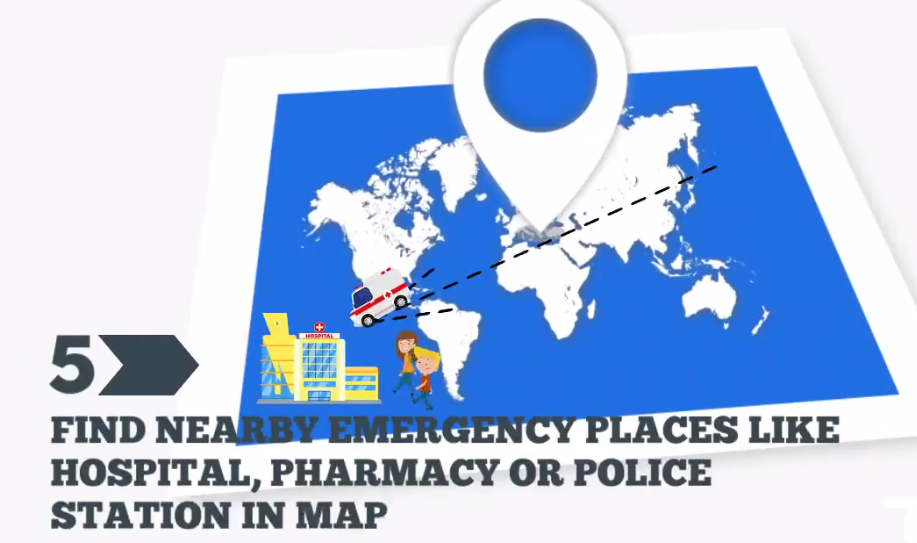 HOSPITAL
5
FIND NEARBY EMERGENCY PLACES LIKE
HOSPITAL, PHARMACY OR POLICE
STATION IN MAP